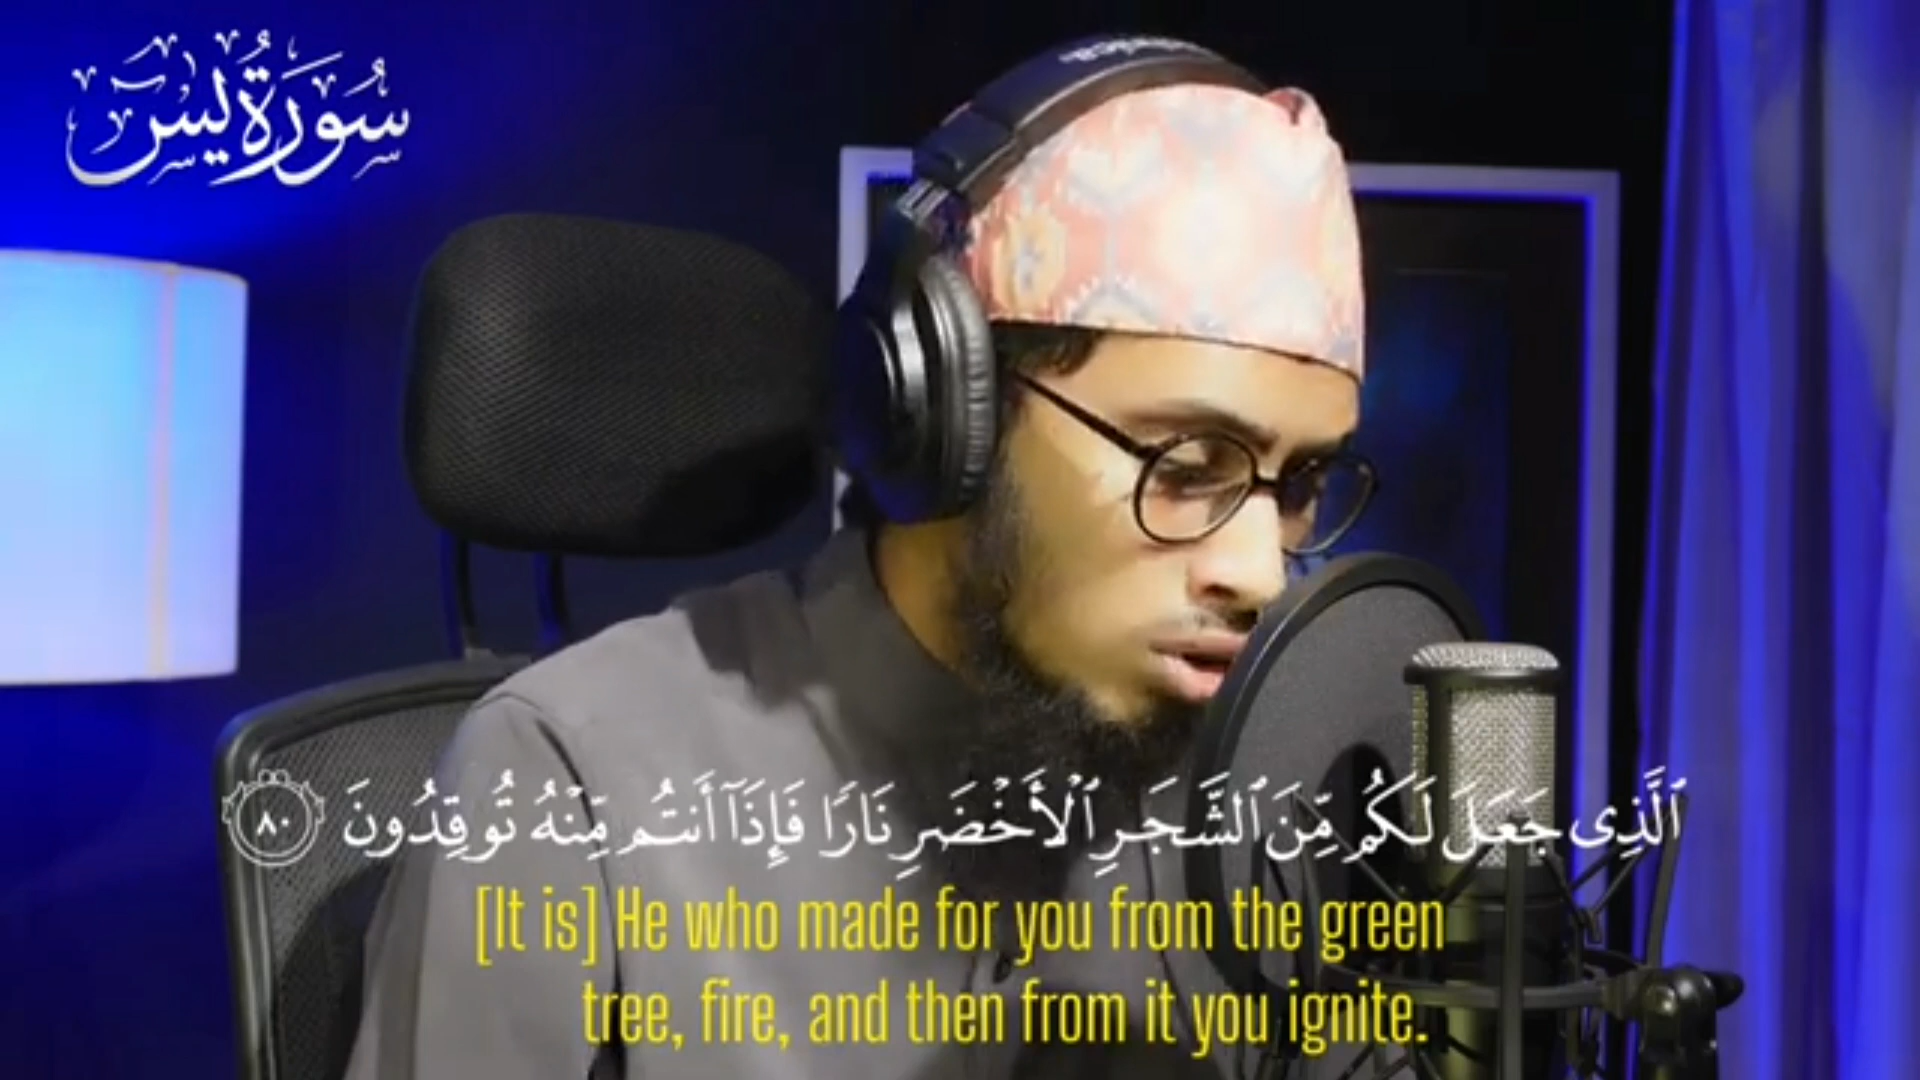 سُورَةُ يسٓ
ٱلَّذِى جَعَلَ لَكُم مِّنَ ٱلشَّجَرِ ٱلْأَخْضَرِ نَارًا فَإِذَآ أَنتُم مِّنْهُ تُوقِدُونَ ٨٠
[It is] He who made for you from the green
tree, fire, and then from it you ignite.